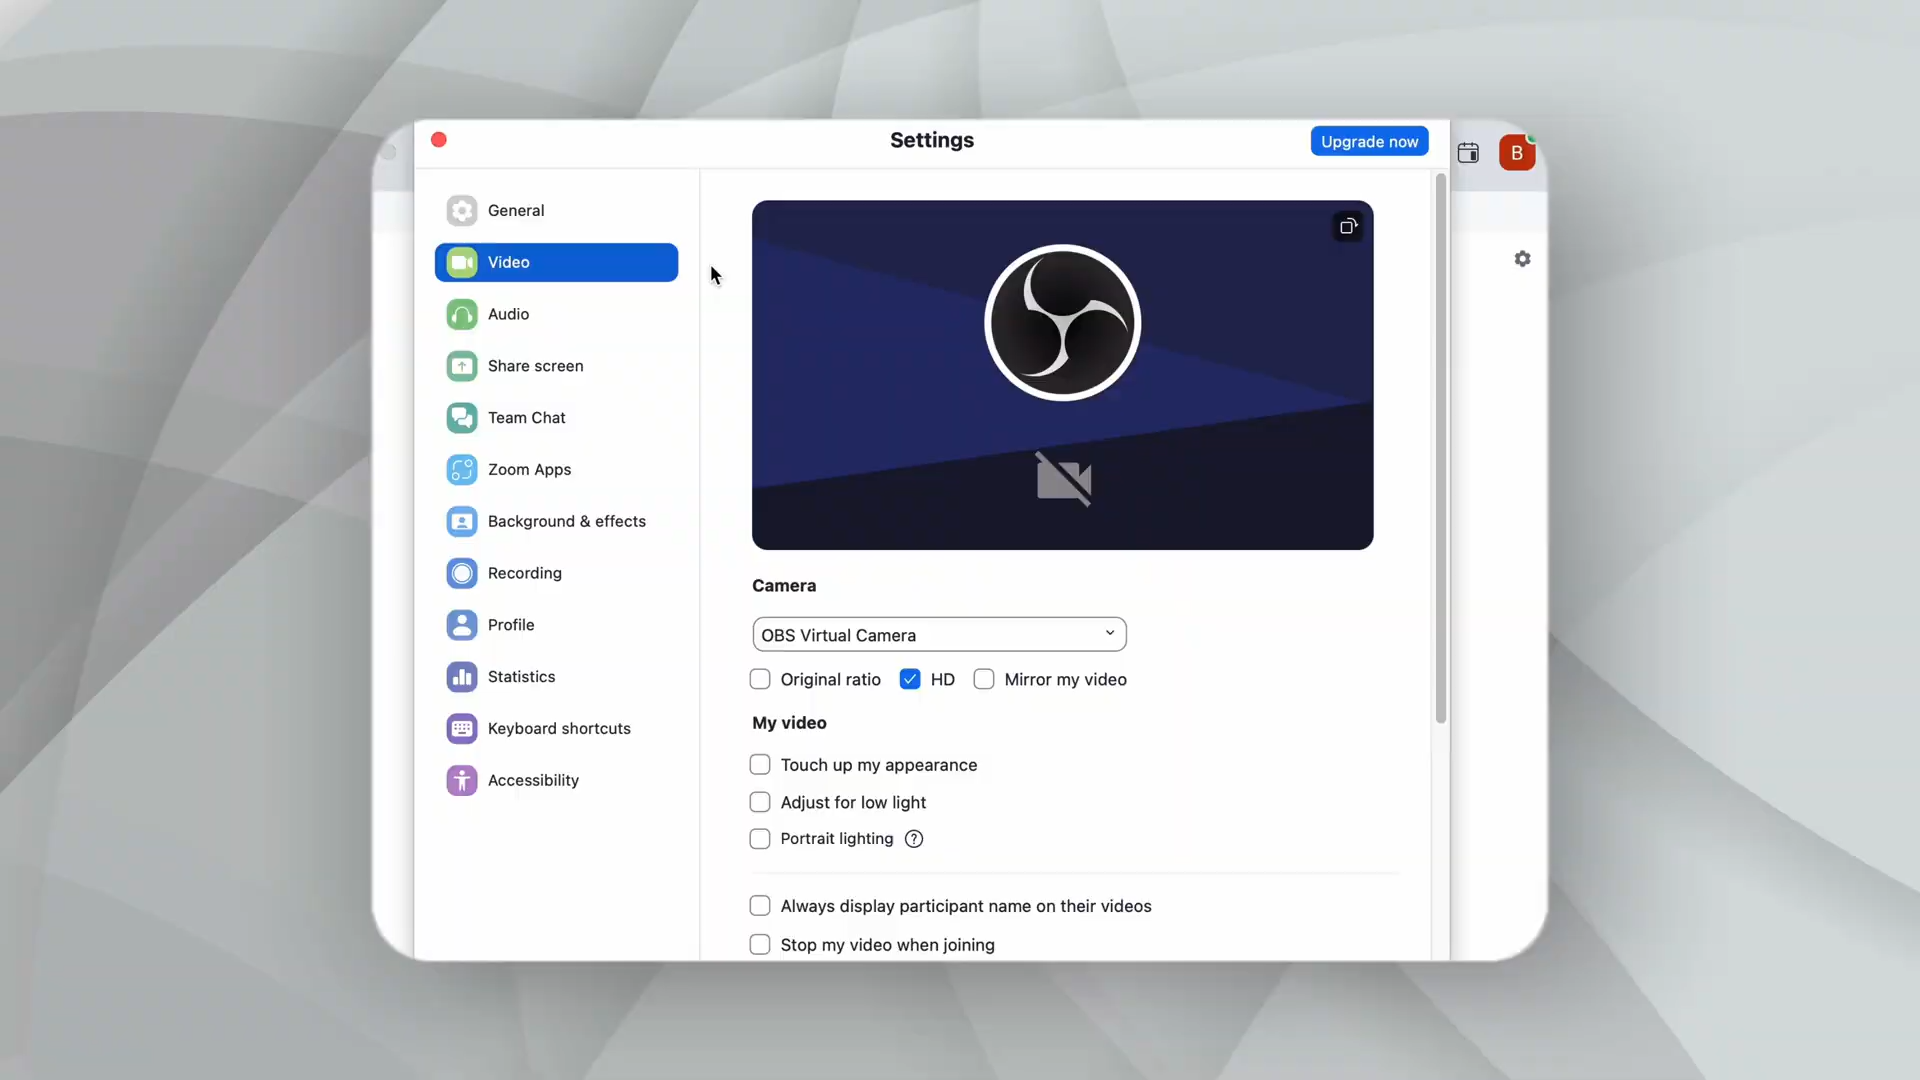 Settings
Upgrade now
B
General
Video
Audio
Share screen
Team Chat
Zoom Apps
Background & effects
Recording
Profile
Statistics
Keyboard shortcuts
Accessibility
Camera
OBS Virtual Camera
Original ratio HD Mirror my video
My video
Touch up my appearance
Adjust for low light
Portrait lighting ?
Always display participant name on their videos
Stop my video when joining